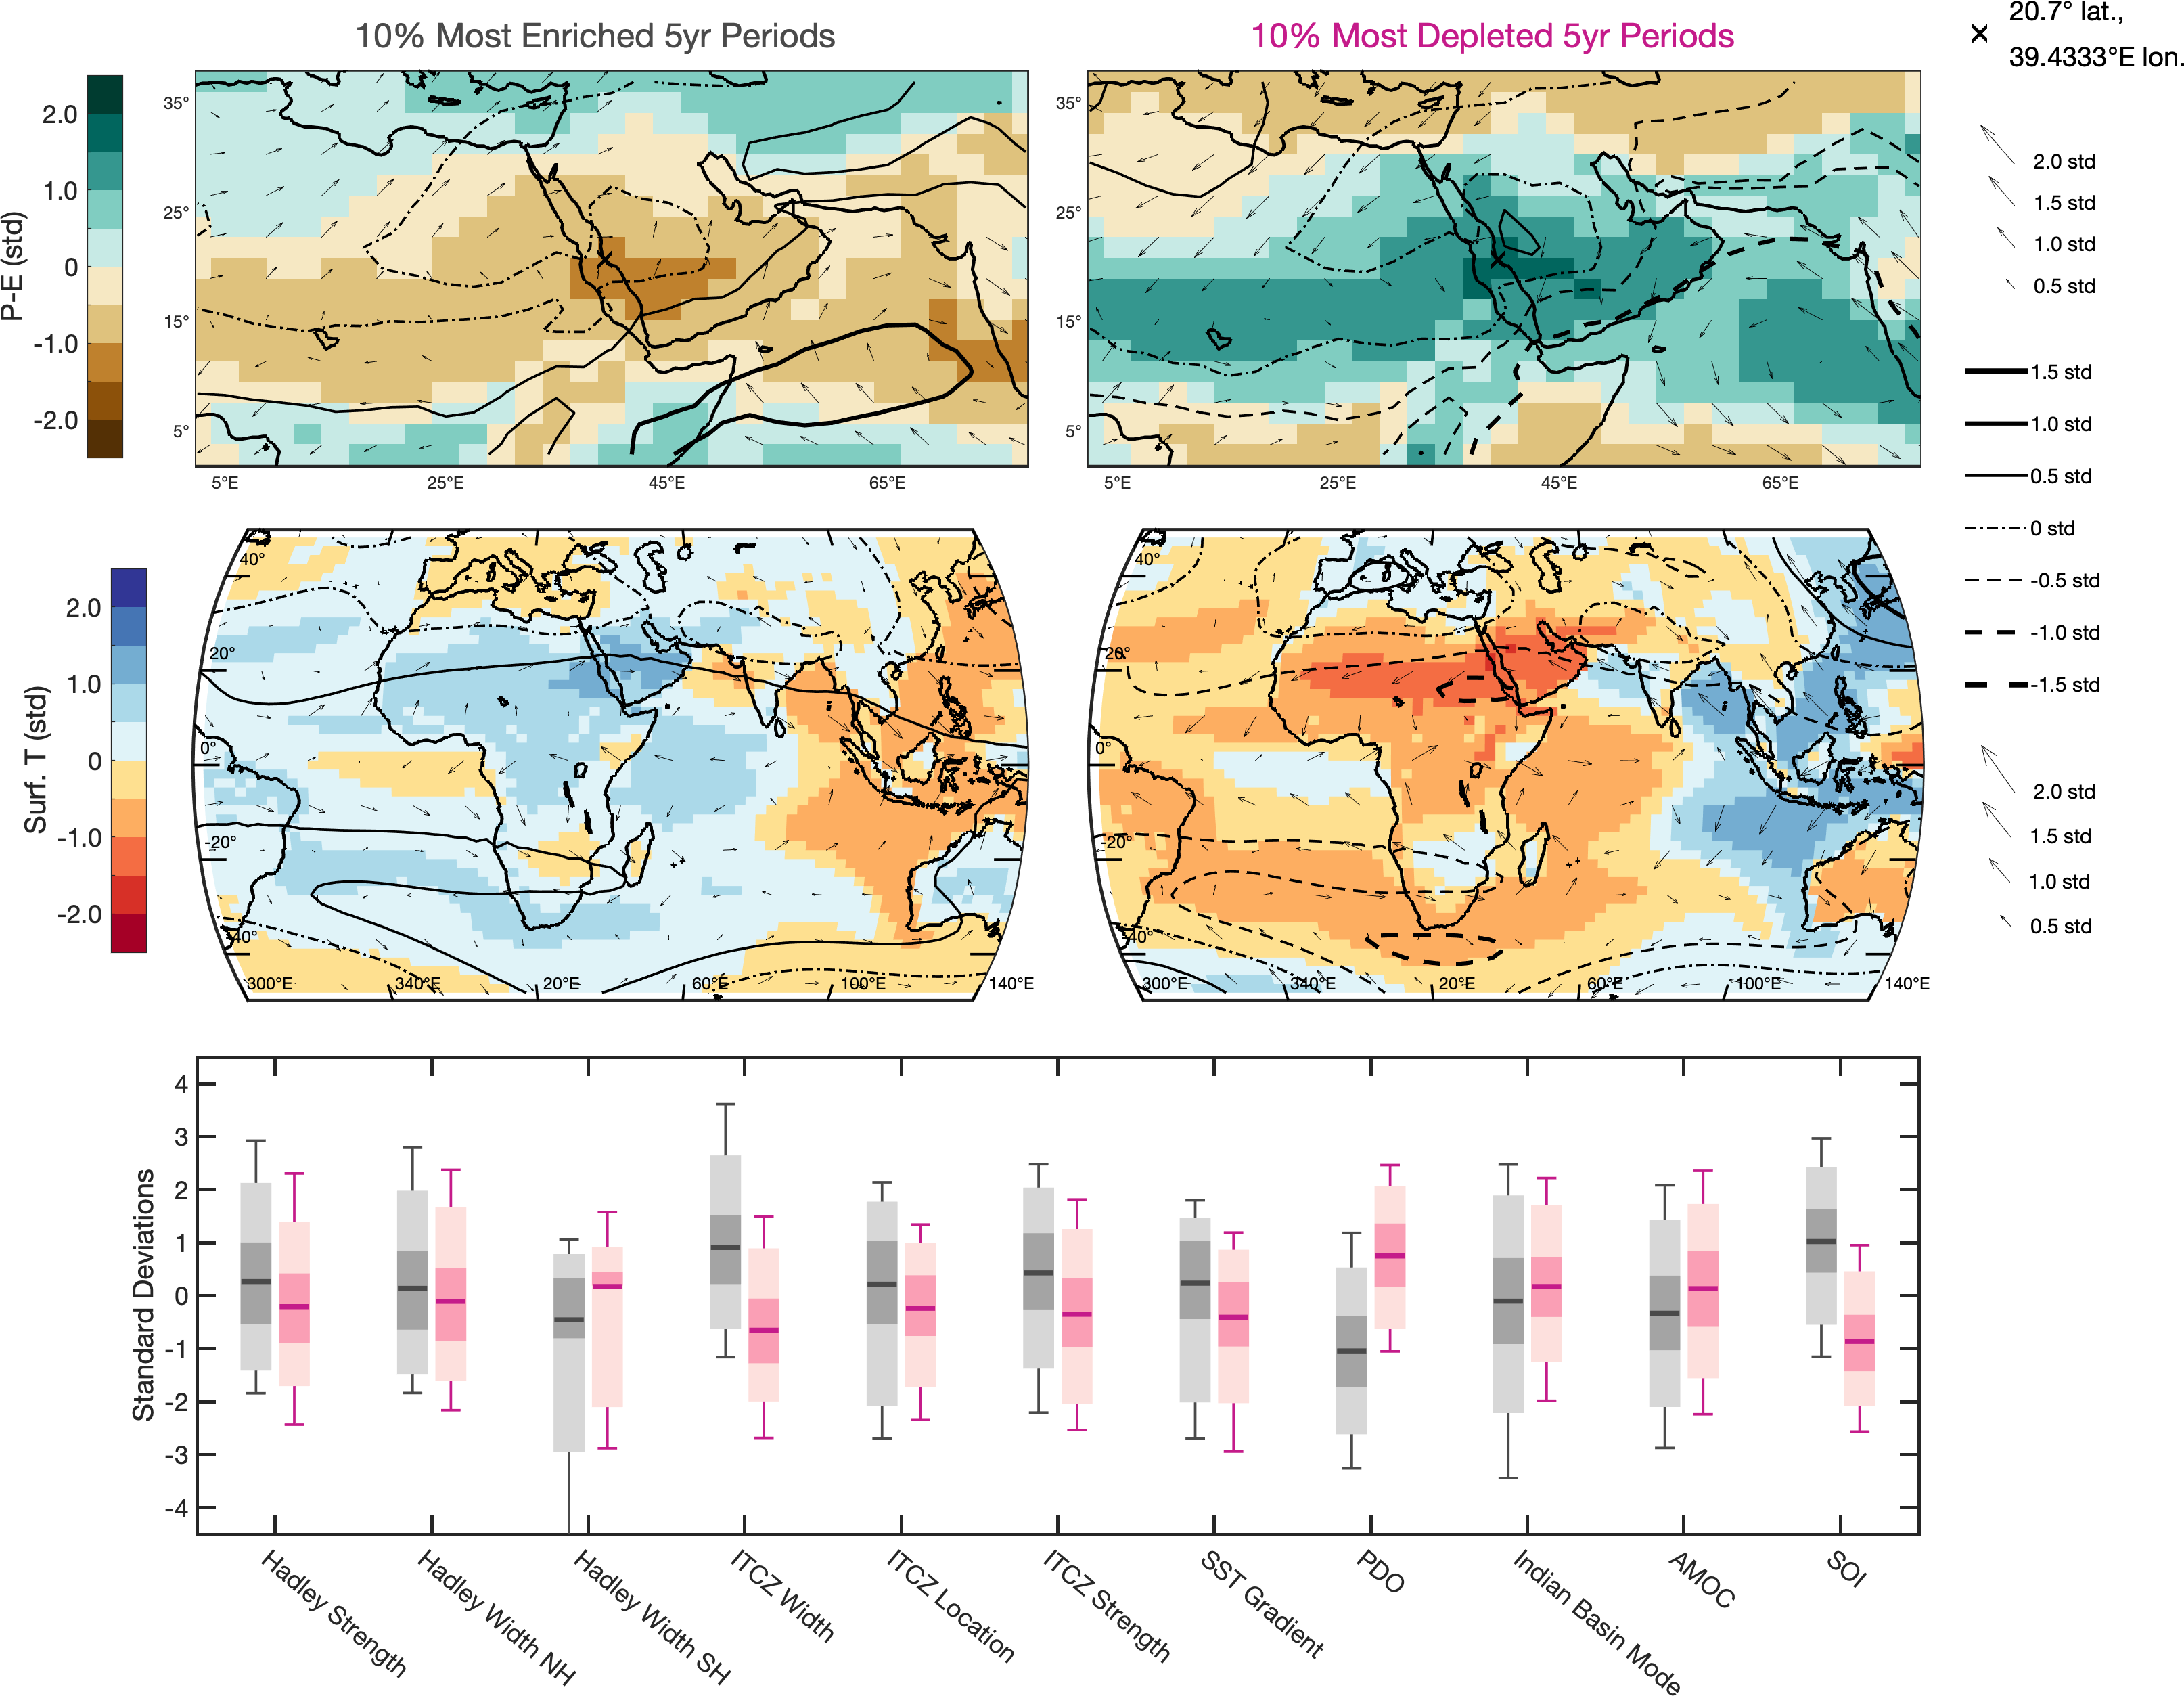 10% Most Enriched 5yr Periods
10% Most Depleted 5yr Periods
20.7° lat.,
39.4333°E lon.
P-E (std)
2.0
1.0
0
-1.0
-2.0
35°
25°
15°
5°
5°E
25°E
45°E
65°E
35°
25°
15°
5°
5°E
25°E
45°E
65°E
2.0 std
1.5 std
1.0 std
0.5 std
1.5 std
1.0 std
0.5 std
0 std
-0.5 std
-1.0 std
-1.5 std
Surf. T (std)
2.0
1.0
0
-1.0
-2.0
40°
20°
0°
-20°
-40°
300°E
340°E
20°E
60°E
100°E
140°E
40°
20°
0°
-20°
-40°
300°E
340°E
20°E
60°E
100°E
140°E
2.0 std
1.5 std
1.0 std
0.5 std
Standard Deviations
4
3
2
1
0
-1
-2
-3
-4
Hadley Strength
Hadley Width NH
Hadley Width SH
ITCZ Width
ITCZ Location
ITCZ Strength
SST Gradient
PDO
Indian Basin Mode
AMOC
SOI